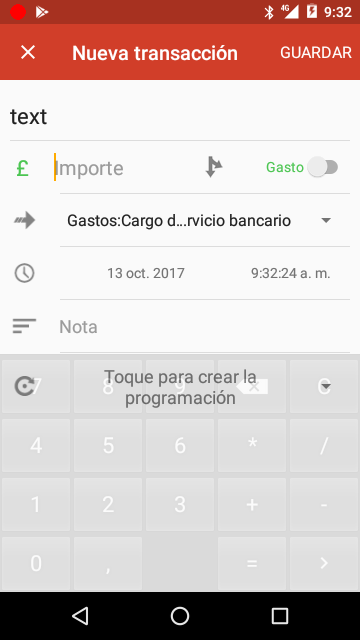 4G 9:32
Nueva transacción GUARDAR
text
£ Importe Gasto
Gastos:Cargo d...rvicio bancario
13 oct. 2017 9:32:24 a. m.
Nota
Toque para crear la
programación
7 8 9 C
4 5 6 * /
1 2 3 + -
0 , = >